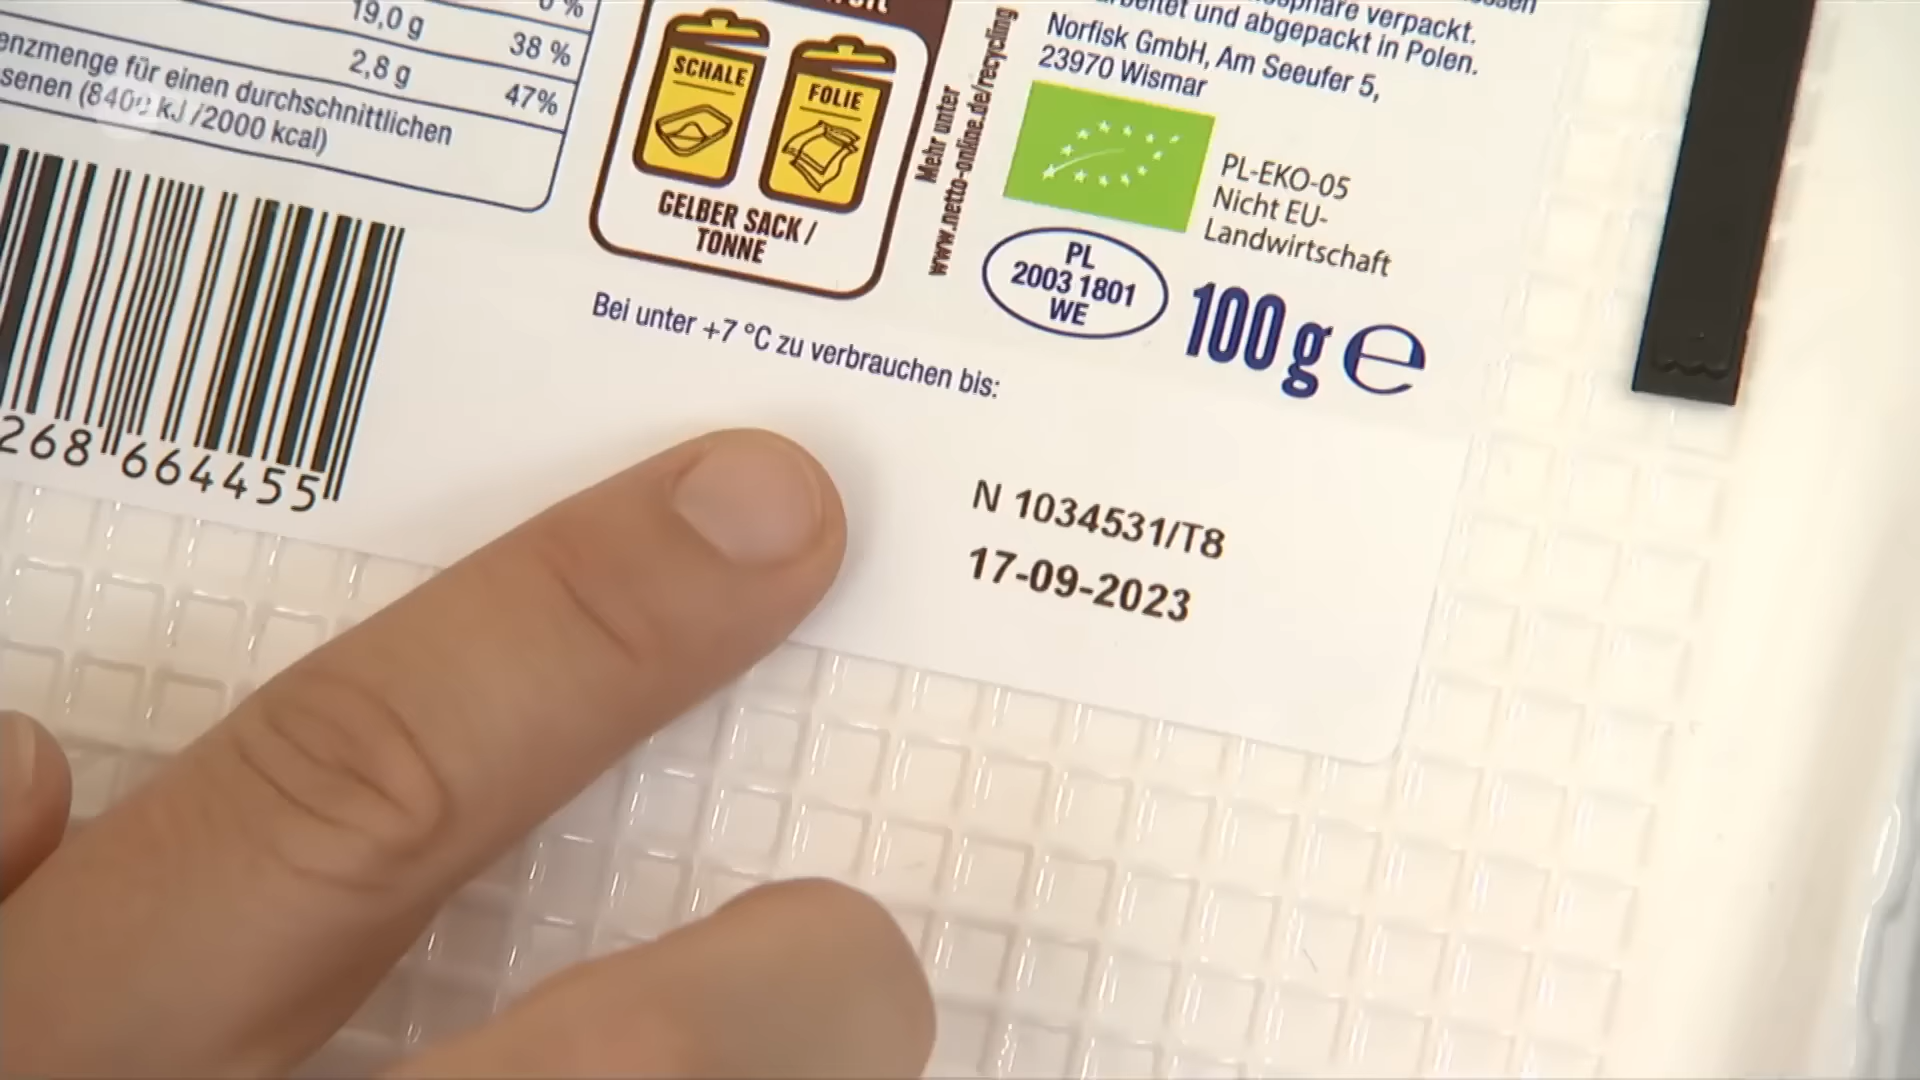 19,0 g 38 %
2,8 g 47%
für einen durchschnittlichen
kJ /2000 kcal)
268 664455
SCHALE
FOLIE
GELBER SACK /
TONNE
Mehr unter
www.netto-online.de/recycling
verpackt.
und abgepackt in Polen.
Norfisk GmbH, Am Seeufer 5,
23970 Wismar
PL-EKO-05
Nicht EU-
Landwirtschaft
PL
2003 1801
WE
100 g e
Bei unter +7 °C zu verbrauchen bis:
N 1034531/T8
17-09-2023